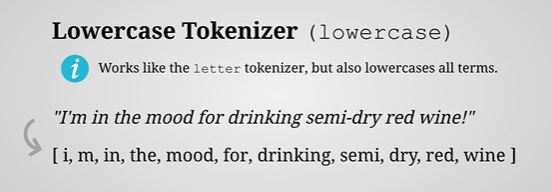 Lowercase Tokenizer (lowercase)
i Works like the letter tokenizer, but also lowercases all terms.
"I'm in the mood for drinking semi-dry red wine!"
[ i, m, in, the, mood, for, drinking, semi, dry, red, wine ]